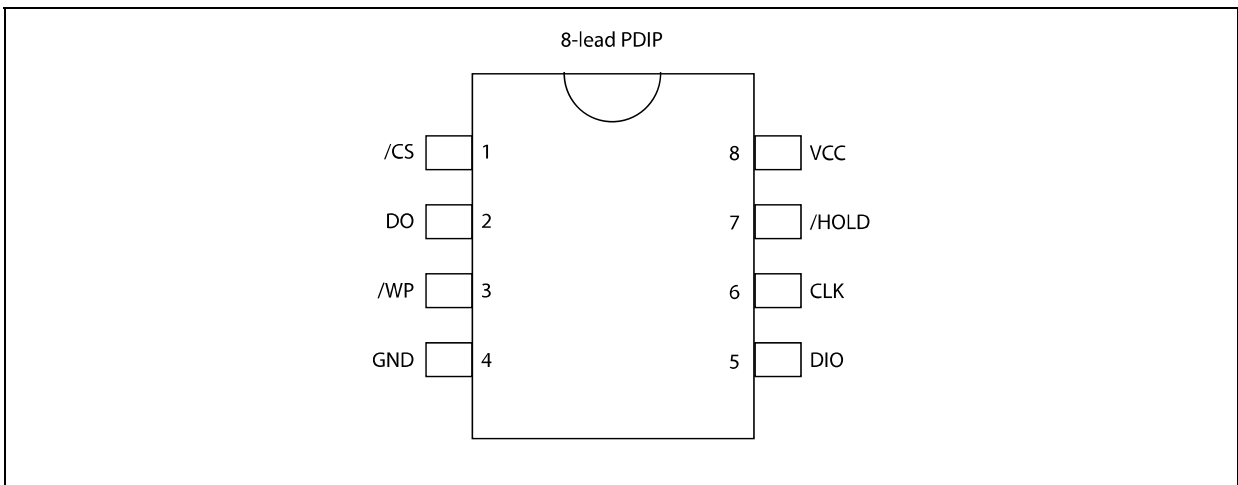 8-lead PDIP
/CS 1 8 VCC
DO 2 7 /HOLD
/WP 3 6 CLK
GND 4 5 DIO